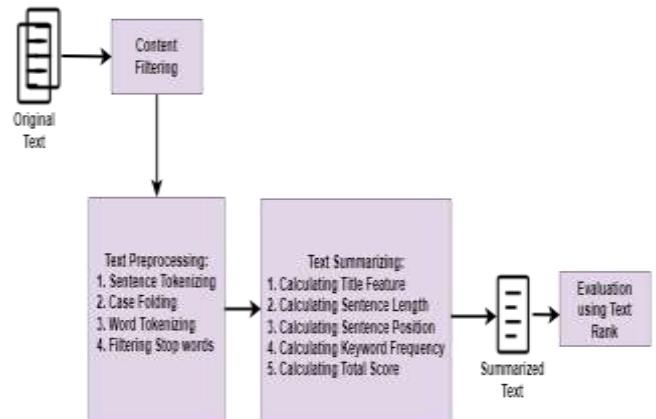 Content
Filtering
Original
Text
Text Preprocessing:
1. Sentence Tokenizing
2. Case Folding
3. Word Tokenizing
4. Filtering Stop words
Text Summarizing:
1. Calculating Title Feature
2. Calculating Sentence Length
3. Calculating Sentence Position
4. Calculating Keyword Frequency
5. Calculating Total Score
Summarized
Text
Evaluation
using Text
Rank